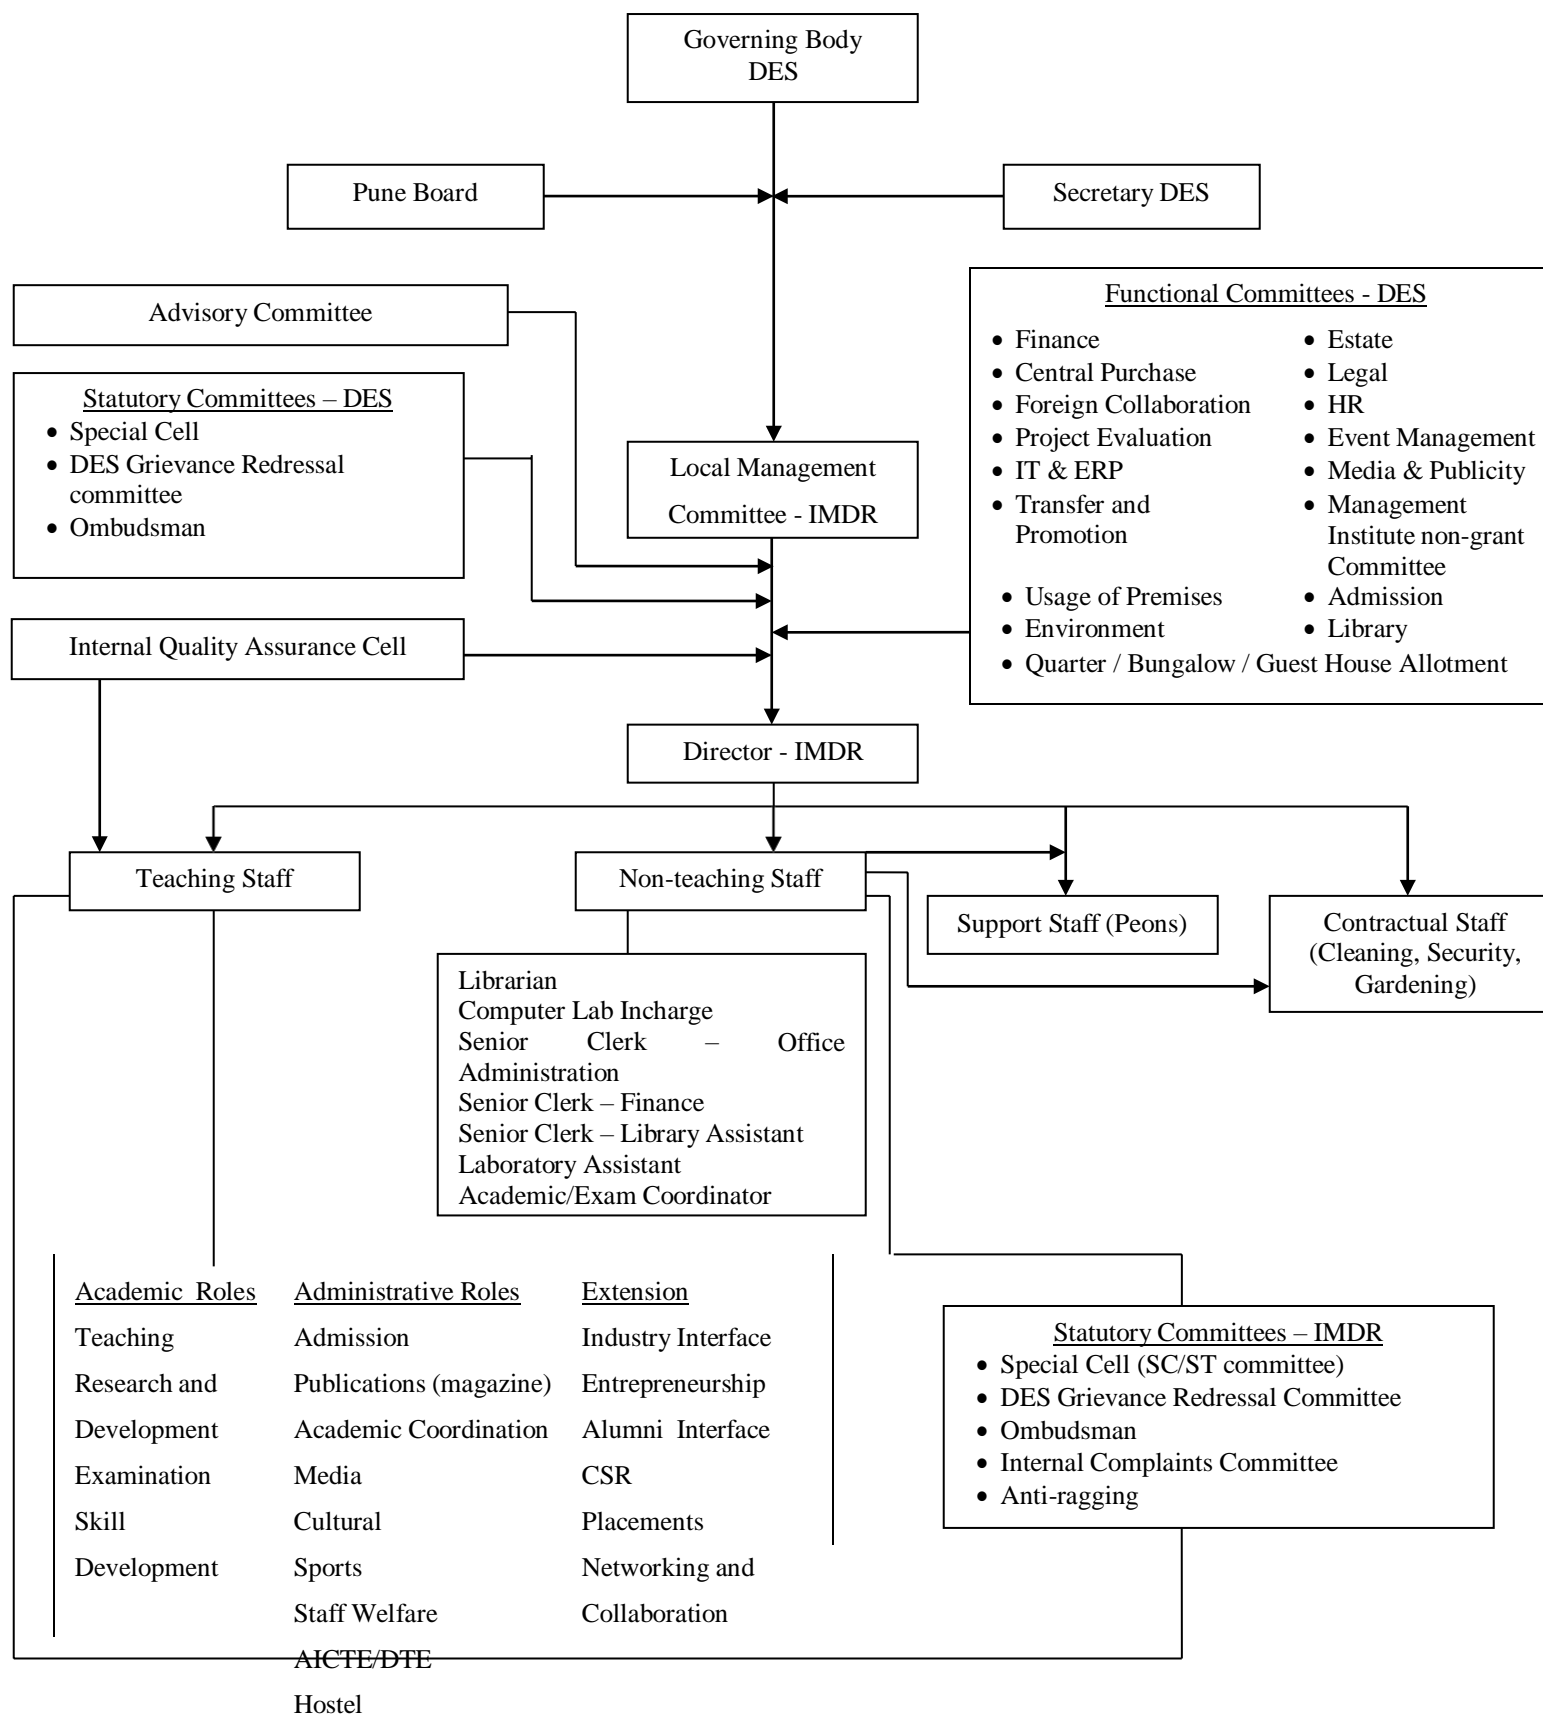 Governing Body
DES
Pune Board
Secretary DES
Advisory Committee
Functional Committees - DES
• Finance
• Central Purchase
• Foreign Collaboration
• Project Evaluation
• IT & ERP
• Transfer and
Promotion
• Estate
• Legal
• HR
• Event Management
• Media & Publicity
• Management
Institute non-grant
Committee
• Usage of Premises
• Environment
• Admission
• Library
• Quarter / Bungalow / Guest House Allotment
Statutory Committees – DES
• Special Cell
• DES Grievance Redressal
committee
• Ombudsman
Local Management
Committee - IMDR
Internal Quality Assurance Cell
Director - IMDR
Teaching Staff
Non-teaching Staff
Support Staff (Peons)
Contractual Staff
(Cleaning, Security,
Gardening)
Librarian
Computer Lab Incharge
Senior Clerk – Office
Administration
Senior Clerk – Finance
Senior Clerk – Library Assistant
Laboratory Assistant
Academic/Exam Coordinator
Academic Roles
Teaching
Research and
Development
Examination
Skill
Development
Administrative Roles
Admission
Publications (magazine)
Academic Coordination
Media
Cultural
Sports
Staff Welfare
AICTE/DTE
Hostel
Extension
Industry Interface
Entrepreneurship
Alumni Interface
CSR
Placements
Networking and
Collaboration
Statutory Committees – IMDR
• Special Cell (SC/ST committee)
• DES Grievance Redressal Committee
• Ombudsman
• Internal Complaints Committee
• Anti-ragging